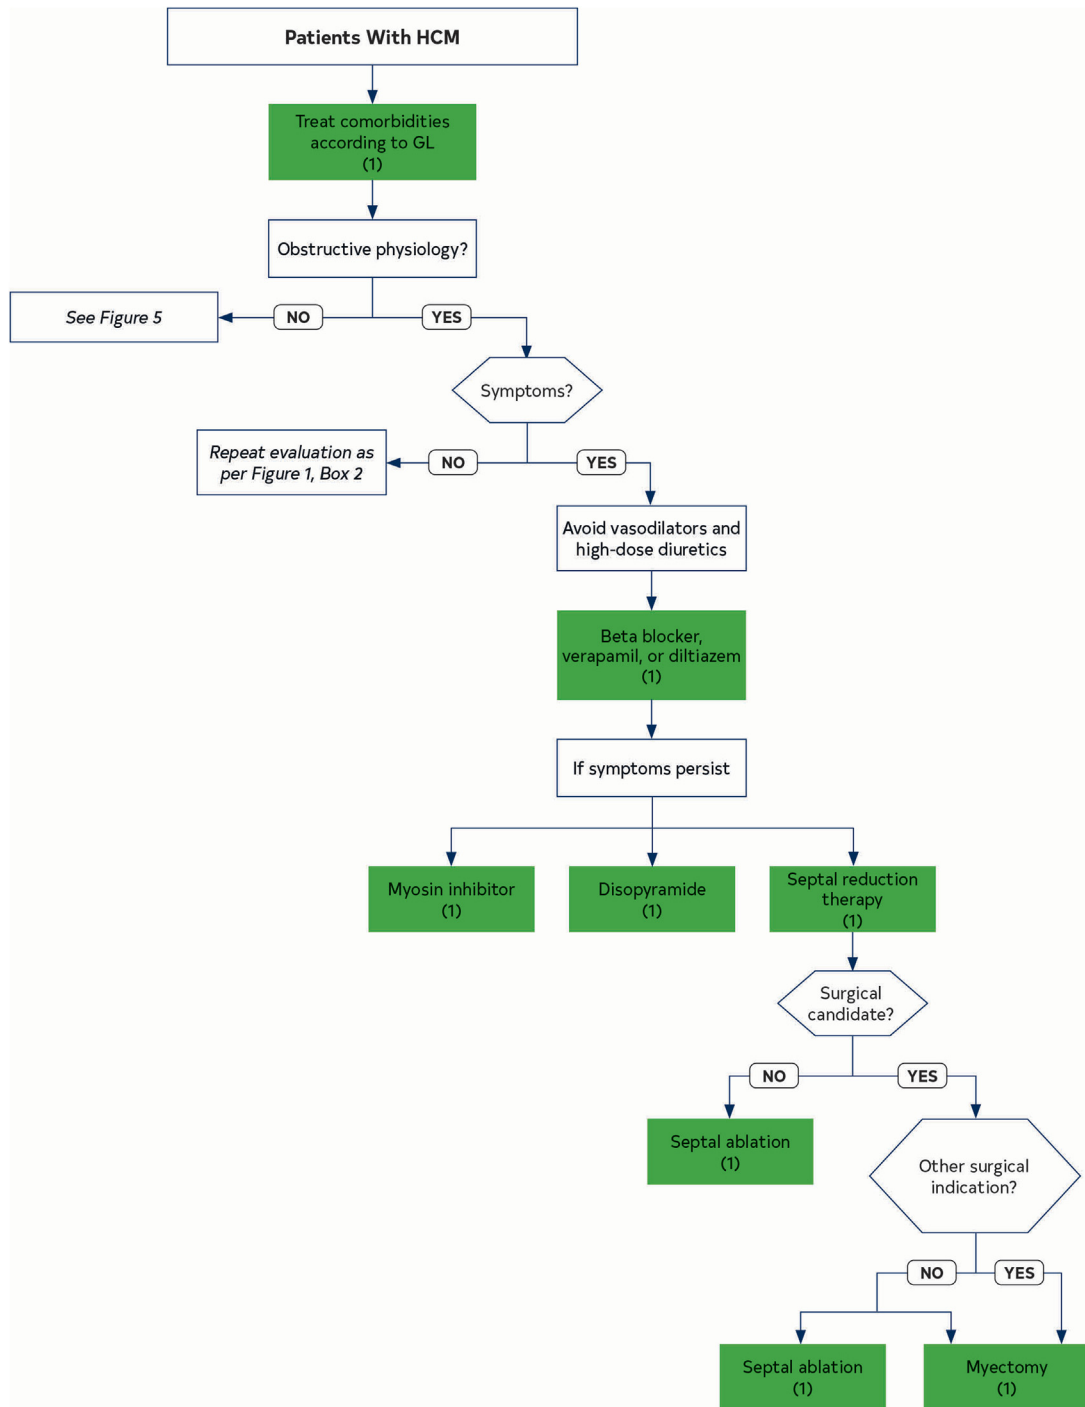 Patients With HCM
Treat comorbidities
according to GL
(1)
Obstructive physiology?
NO
YES
See Figure 5
Symptoms?
NO
YES
Repeat evaluation as
per Figure 1, Box 2
Avoid vasodilators and
high-dose diuretics
Beta blocker,
verapamil, or diltiazem
(1)
If symptoms persist
Myosin inhibitor
(1)
Disopyramide
(1)
Septal reduction
therapy
(1)
Surgical
candidate?
NO
YES
Septal ablation
(1)
Other surgical
indication?
NO
YES
Septal ablation
(1)
Myectomy
(1)